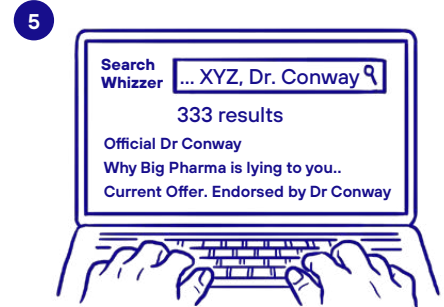 5
Search
Whizzer
... XYZ, Dr. Conway
333 results
Official Dr Conway
Why Big Pharma is lying to you..
Current Offer. Endorsed by Dr Conway